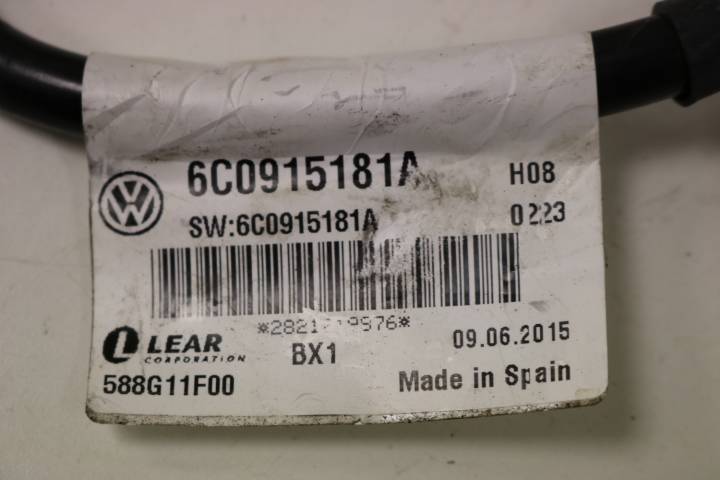 6C0915181A H08
SW:6C0915181A 0223
BX1 09.06.2015
LEAR
CORPORATION
588G11F00 Made in Spain